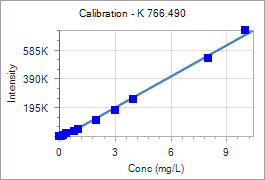 Calibration - K 766.490
585K
390K
195K
Intensity
0
3
6
9
Conc (mg/L)